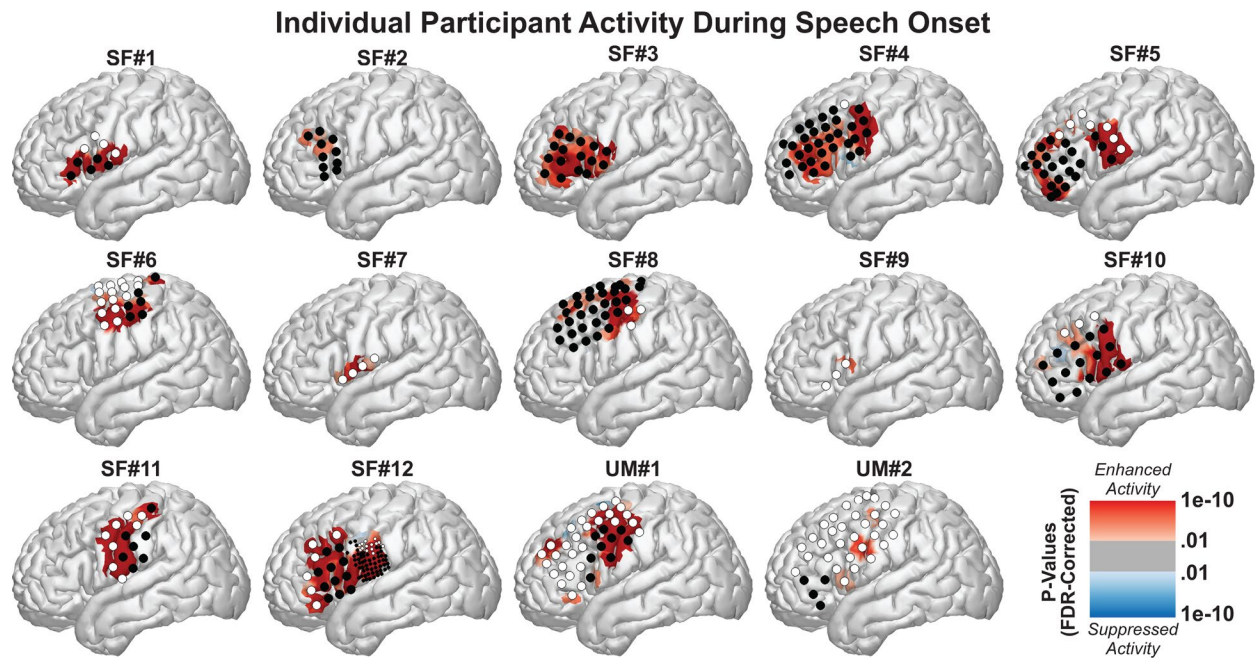 Individual Participant Activity During Speech Onset
SF#1
SF#2
SF#3
SF#4
SF#5
SF#6
SF#7
SF#8
SF#9
SF#10
SF#11
SF#12
UM#1
UM#2
Enhanced
Activity
P-Values
(FDR-Corrected)
1e-10
.01
.01
1e-10
Suppressed
Activity